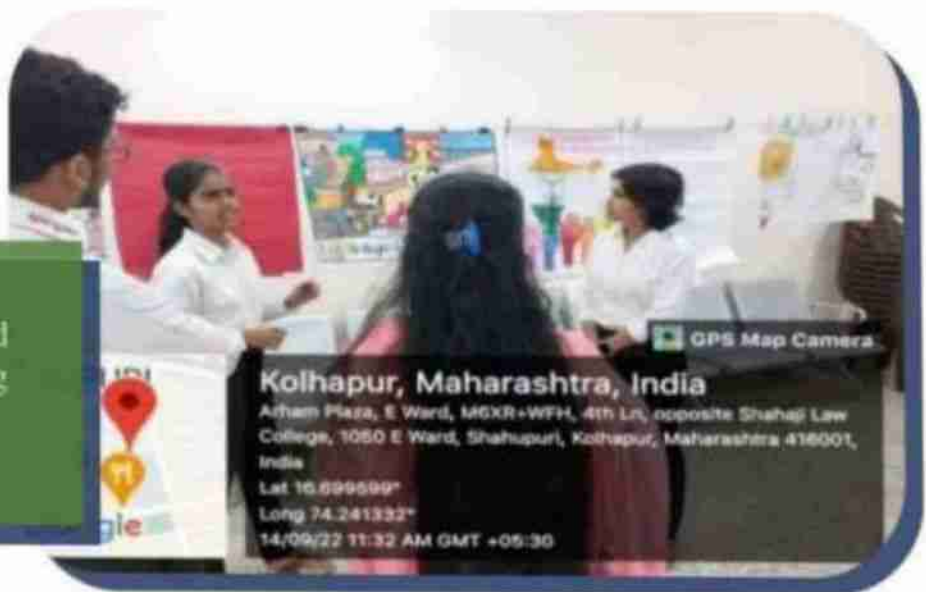 GPS Map Camera
Kolhapur, Maharashtra, India
Arham Plaza, E Ward, M6XR+WFH, 4th Ln, opposite Shahaji Law
College, 1050 E Ward, Shahupuri, Kolhapur, Maharashtra 416001,
India
Lat 16.699599°
Long 74.241332°
14/09/22 11:32 AM GMT +05:30